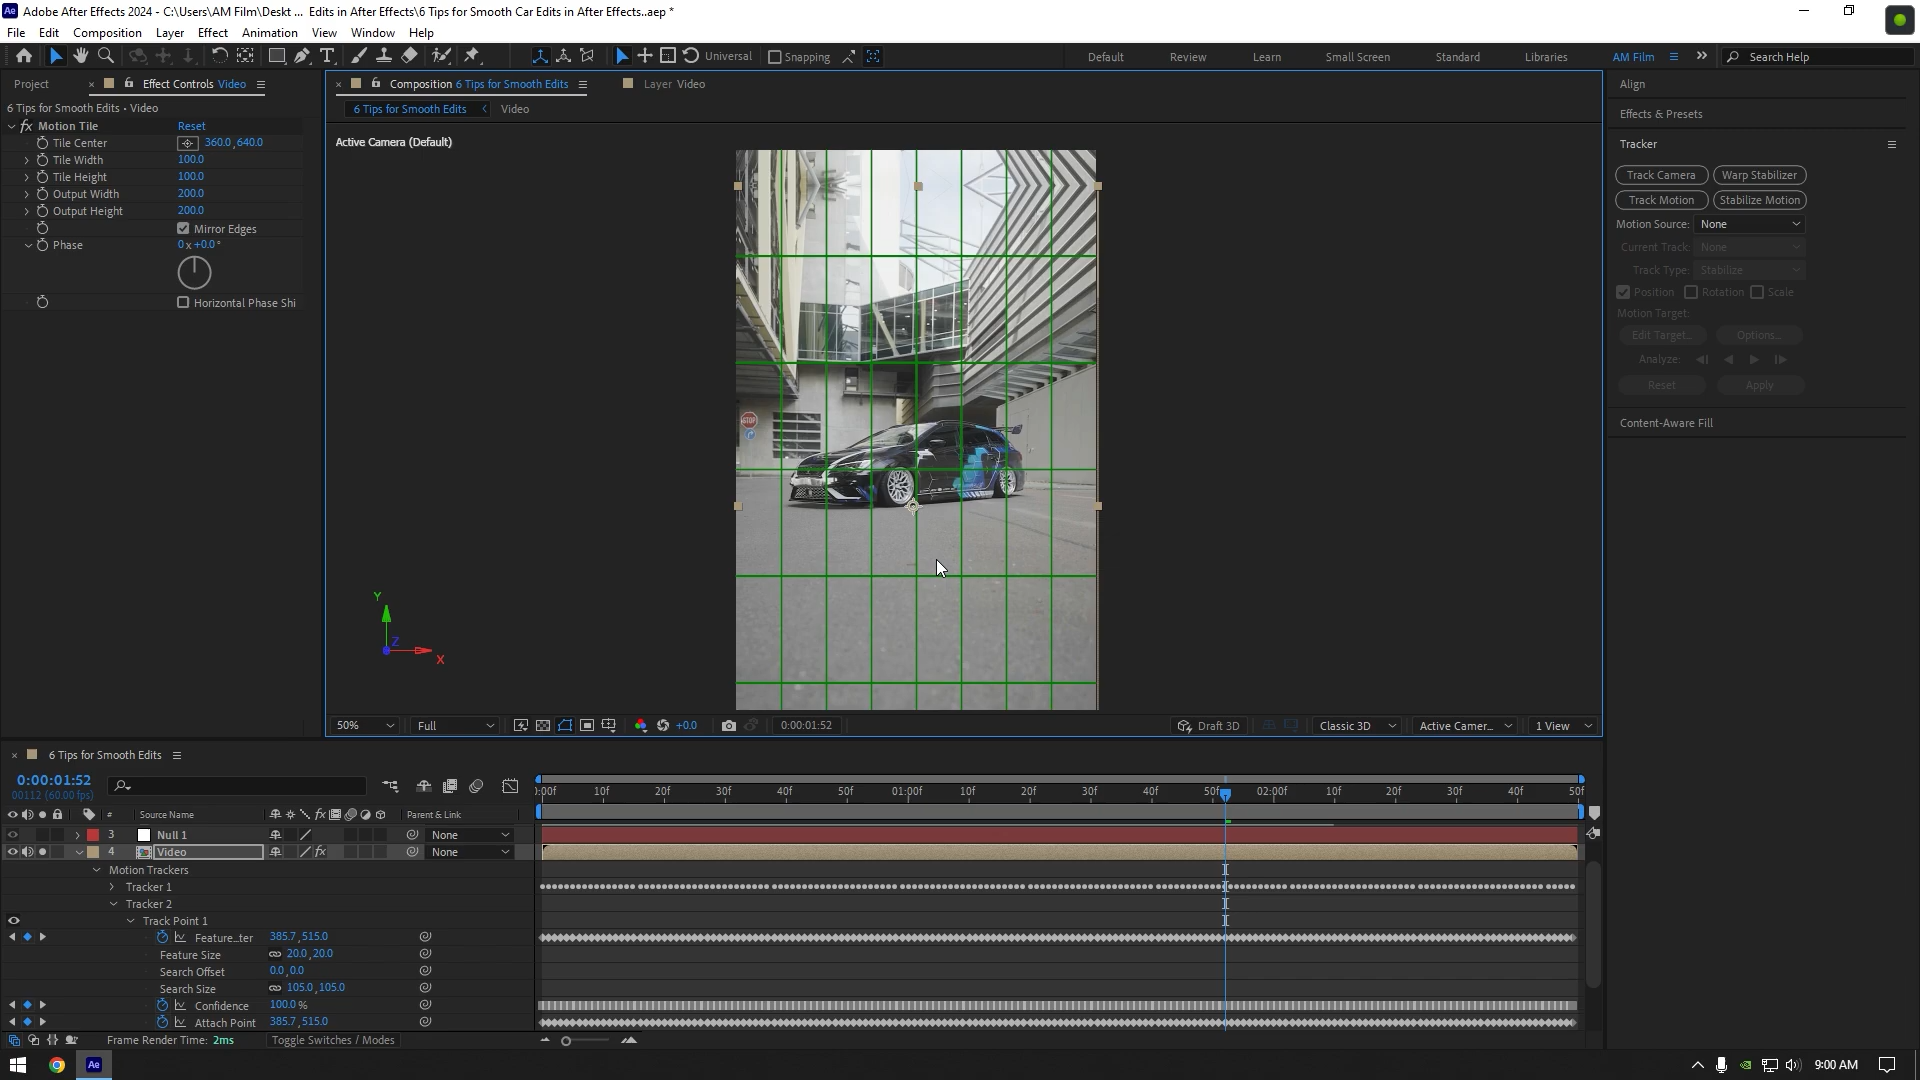 Adobe After Effects 2024 - C:\Users\AM Film\Deskt ... Edits in After Effects\6 Tips for Smooth Car Edits in After Effects..aep *
File Edit Composition Layer Effect Animation View Window Help
Universal Snapping Default Review Learn Small Screen Standard Libraries AM Film Search Help
Project Effect Controls Video
6 Tips for Smooth Edits • Video
fx Motion Tile Reset
Tile Center 360.0,640.0
Tile Width 100.0
Tile Height 100.0
Output Width 200.0
Output Height 200.0
Mirror Edges
Phase 0x+0.0°
Horizontal Phase Shi
Composition 6 Tips for Smooth Edits Layer Video
6 Tips for Smooth Edits Video
Active Camera (Default)
STOP
Y
Z
X
50% Full +0.0 0:00:01:52 Draft 3D Classic 3D Active Camer... 1 View
Align
Effects & Presets
Tracker
Track Camera Warp Stabilizer
Track Motion Stabilize Motion
Motion Source: None
Current Track: None
Track Type: Stabilize
Position Rotation Scale
Motion Target:
Edit Target... Options...
Analyze:
Reset Apply
Content-Aware Fill
6 Tips for Smooth Edits
0:00:01:52
00112 (60.00 fps)
:00f 10f 20f 30f 40f 50f 01:00f 10f 20f 30f 40f 50f 02:00f 10f 20f 30f 40f 50f
# Source Name fx Parent & Link
3 Null 1 None
4 Video fx None
Motion Trackers
Tracker 1
Tracker 2
Track Point 1
Feature...ter 385.7,515.0
Feature Size 20.0,20.0
Search Offset 0.0,0.0
Search Size 105.0,105.0
Confidence 100.0 %
Attach Point 385.7,515.0
Frame Render Time: 2ms Toggle Switches / Modes
Ae 9:00 AM